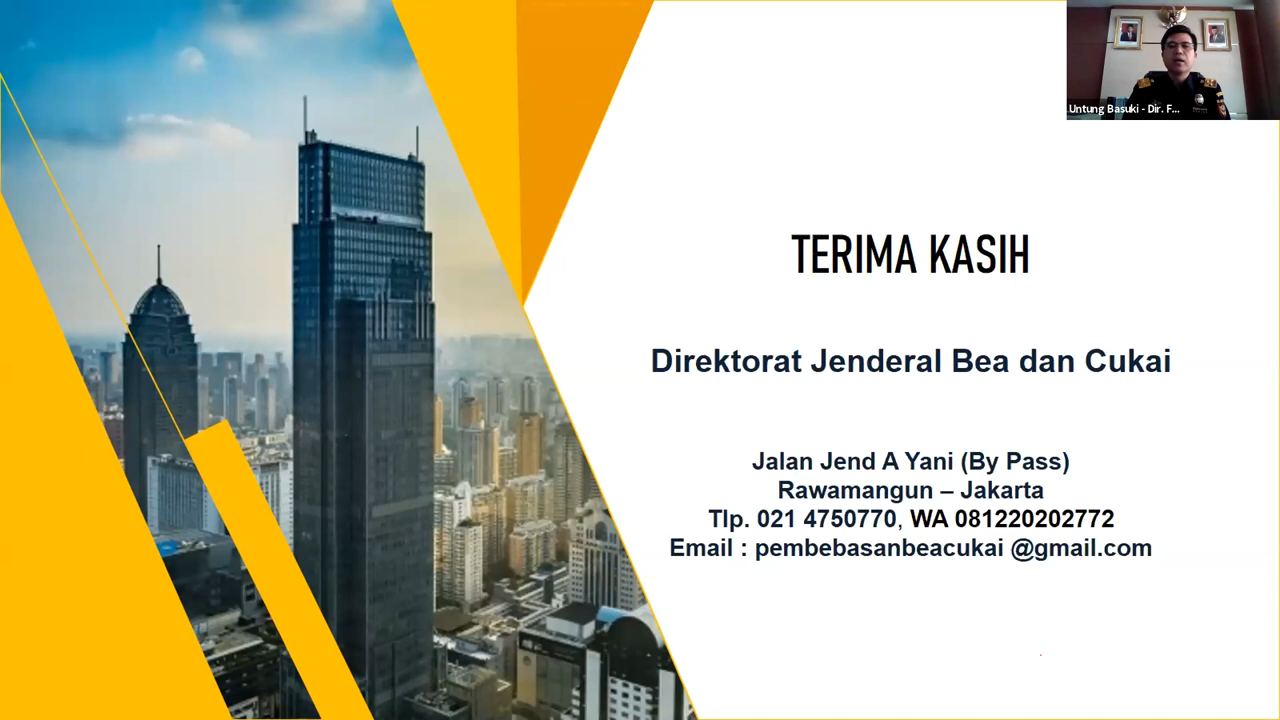 Untung Basuki - Dir. F...
TERIMA KASIH
Direktorat Jenderal Bea dan Cukai
Jalan Jend A Yani (By Pass)
Rawamangun – Jakarta
Tlp. 021 4750770, WA 081220202772
Email : pembebasanbeacukai @gmail.com